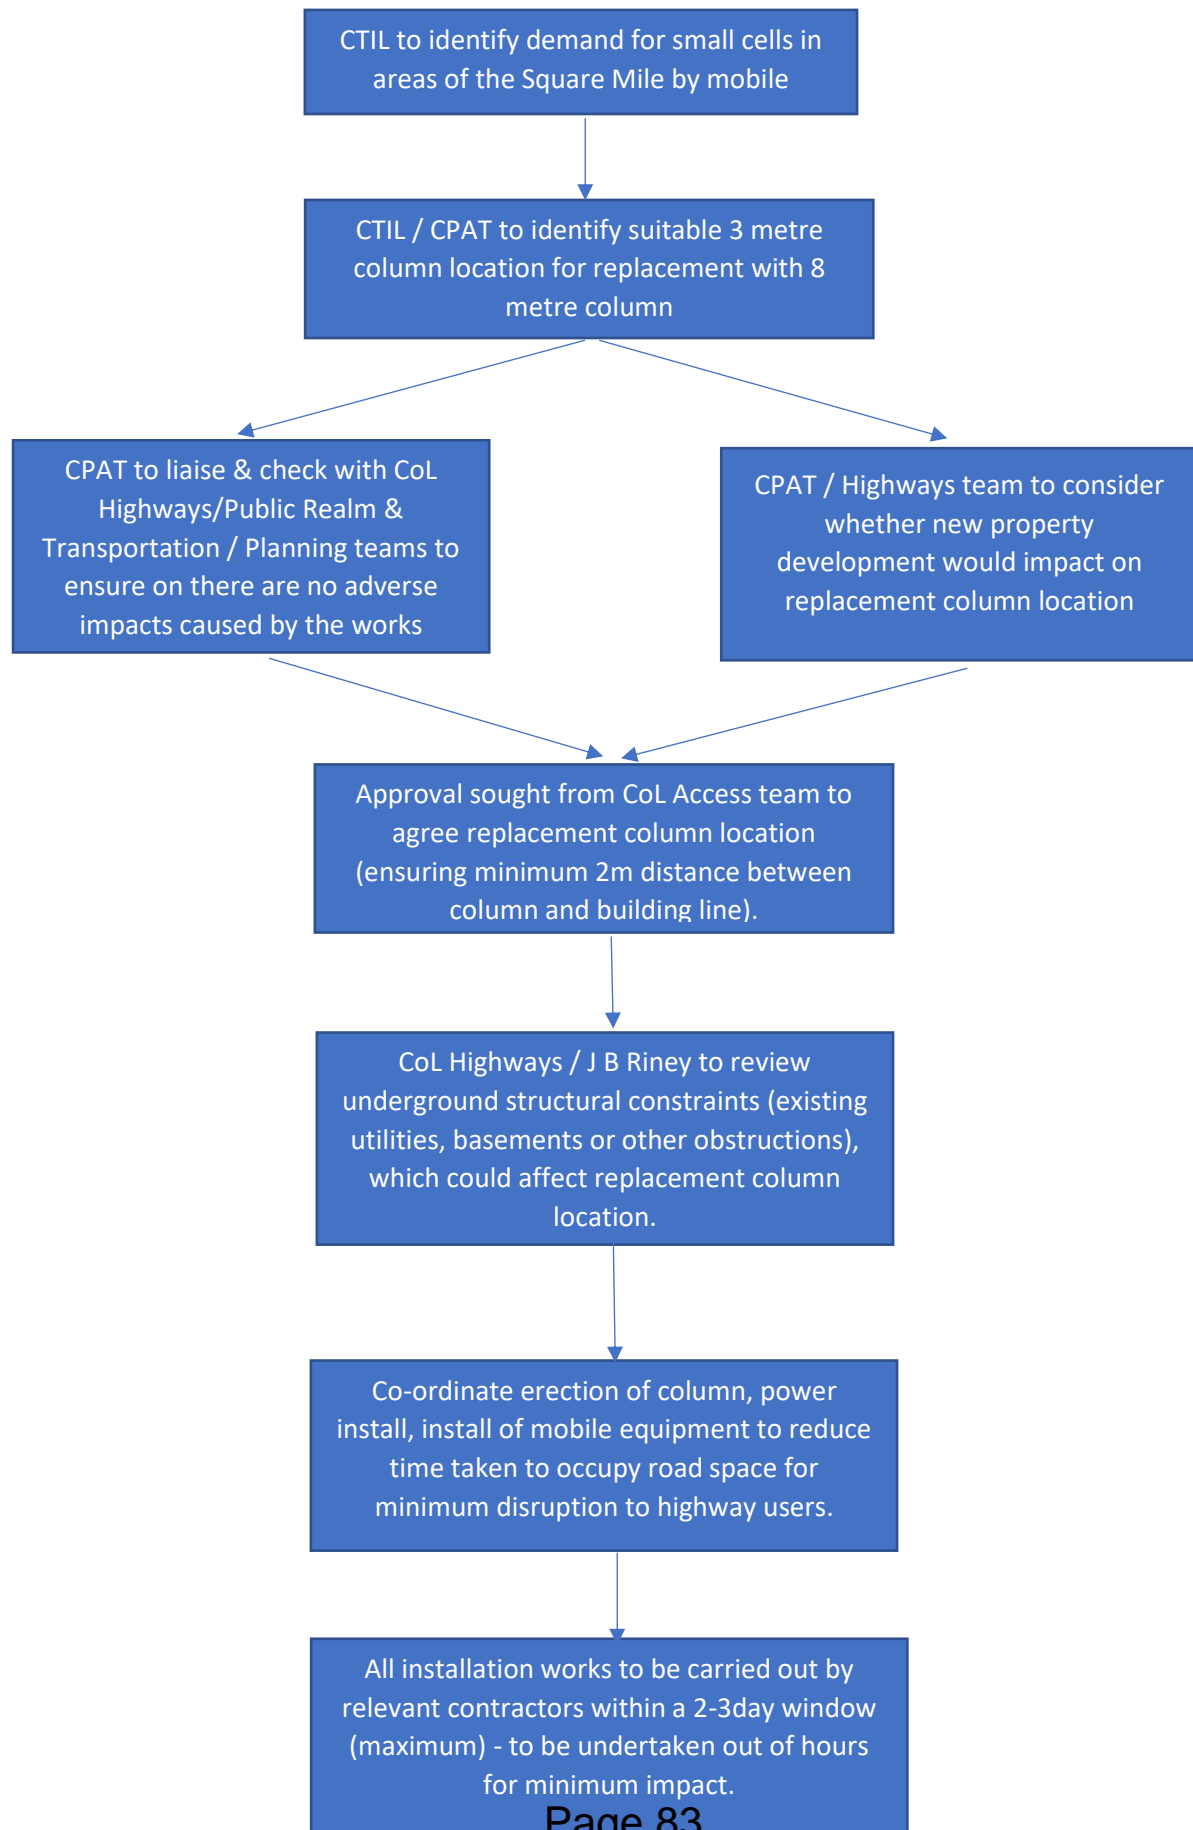 CTIL to identify demand for small cells in
areas of the Square Mile by mobile
CTIL / CPAT to identify suitable 3 metre
column location for replacement with 8
metre column
CPAT to liaise & check with CoL
Highways/Public Realm &
Transportation / Planning teams to
ensure on there are no adverse
impacts caused by the works
CPAT / Highways team to consider
whether new property
development would impact on
replacement column location
Approval sought from CoL Access team to
agree replacement column location
(ensuring minimum 2m distance between
column and building line).
CoL Highways / J B Riney to review
underground structural constraints (existing
utilities, basements or other obstructions),
which could affect replacement column
location.
Co-ordinate erection of column, power
install, install of mobile equipment to reduce
time taken to occupy road space for
minimum disruption to highway users.
All installation works to be carried out by
relevant contractors within a 2-3day window
(maximum) - to be undertaken out of hours
for minimum impact.
Page 83